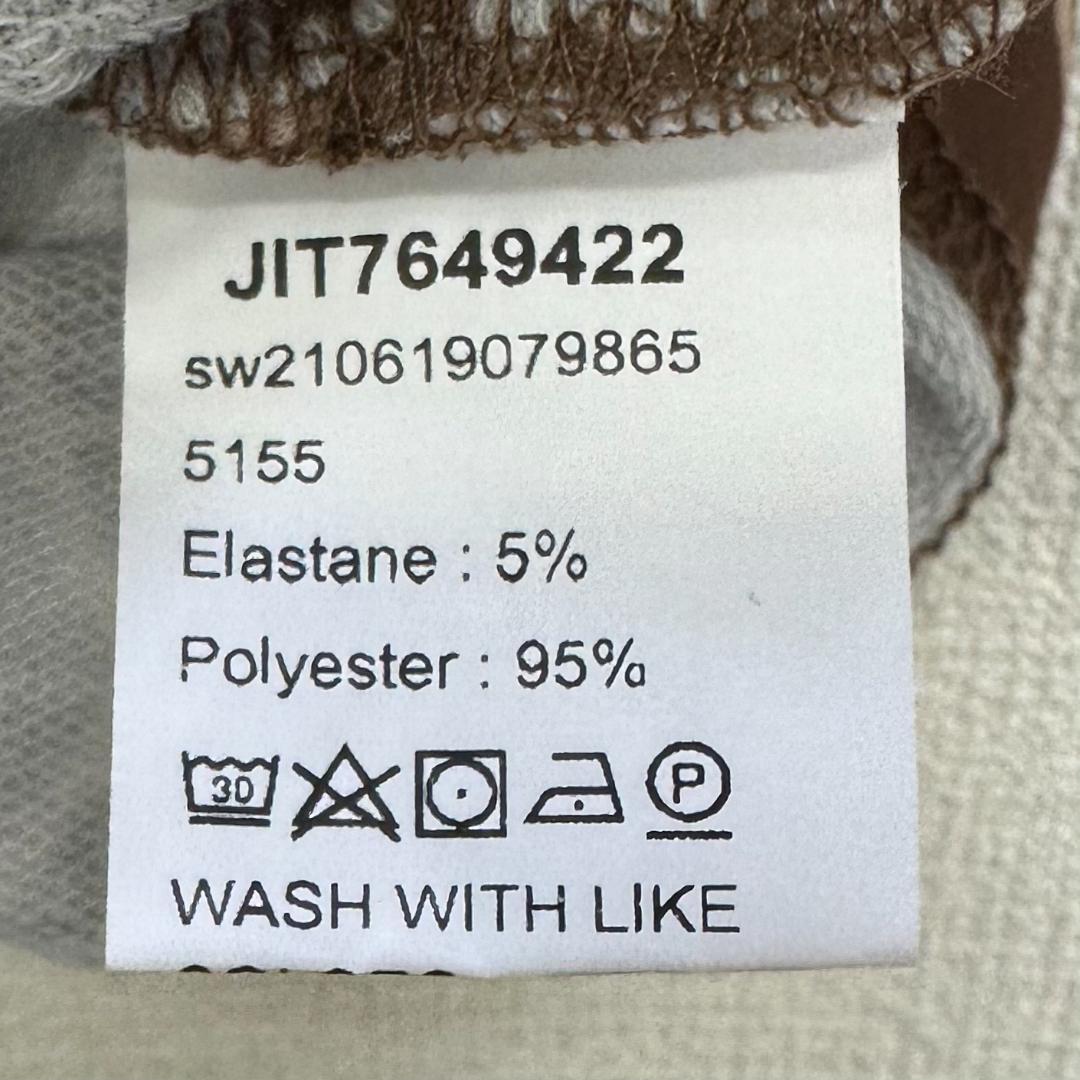 JIT7649422
sw210619079865
5155
Elastane : 5%
Polyester : 95%
30 P
WASH WITH LIKE